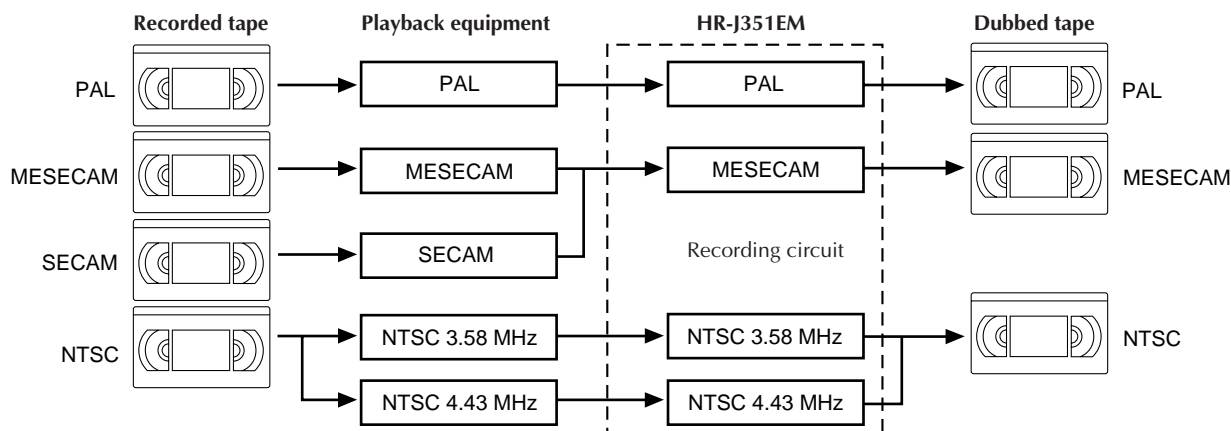 Recorded tape Playback equipment HR-J351EM Dubbed tape
PAL PAL PAL PAL
MESECAM MESECAM MESECAM MESECAM
SECAM SECAM Recording circuit
NTSC NTSC 3.58 MHz NTSC 3.58 MHz NTSC
NTSC 4.43 MHz NTSC 4.43 MHz